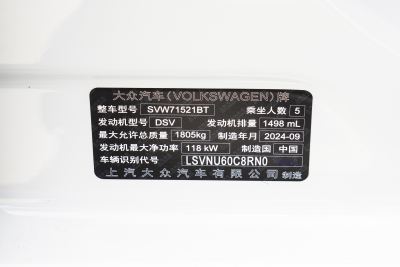 大众汽车(VOLKSWAGEN)牌
整车型号 SVW71521BT 乘坐人数 5
发动机型号 DSV 发动机排量 1498 mL
最大允许总质量 1805kg 制造年月 2024-09
发动机最大净功率 118 kW 制造国 中国
车辆识别代号 LSVNU60C8RN0
上汽大众汽车有限公司 制造